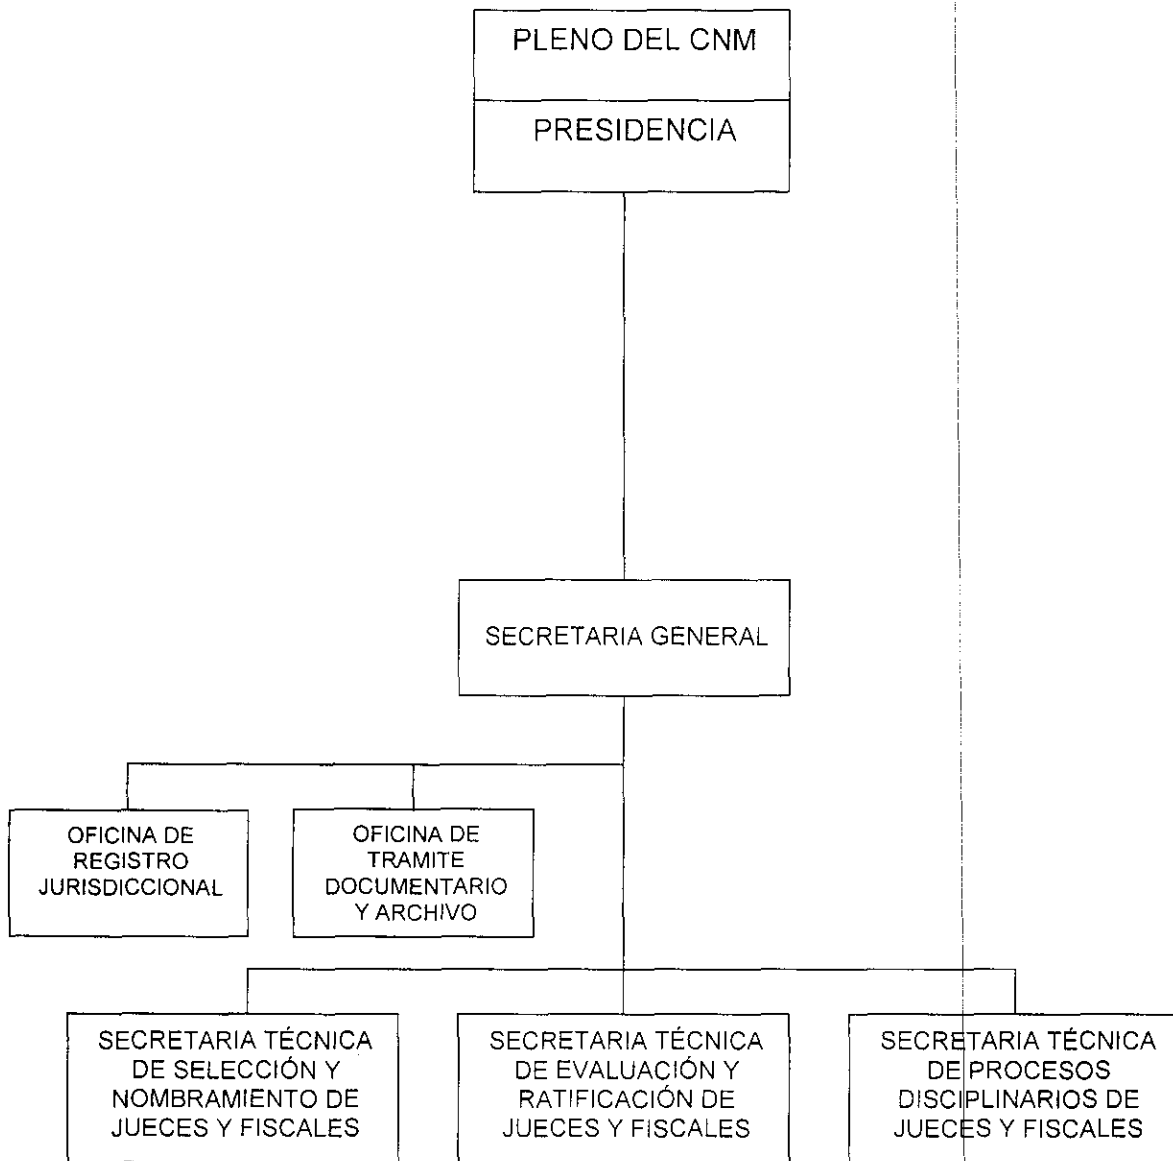 PLENO DEL CNM
PRESIDENCIA
SECRETARIA GENERAL
OFICINA DE
REGISTRO
JURISDICCIONAL
OFICINA DE
TRAMITE
DOCUMENTARIO
Y ARCHIVO
SECRETARIA TÉCNICA
DE SELECCIÓN Y
NOMBRAMIENTO DE
JUECES Y FISCALES
SECRETARIA TÉCNICA
DE EVALUACIÓN Y
RATIFICACIÓN DE
JUECES Y FISCALES
SECRETARIA TÉCNICA
DE PROCESOS
DISCIPLINARIOS DE
JUECES Y FISCALES